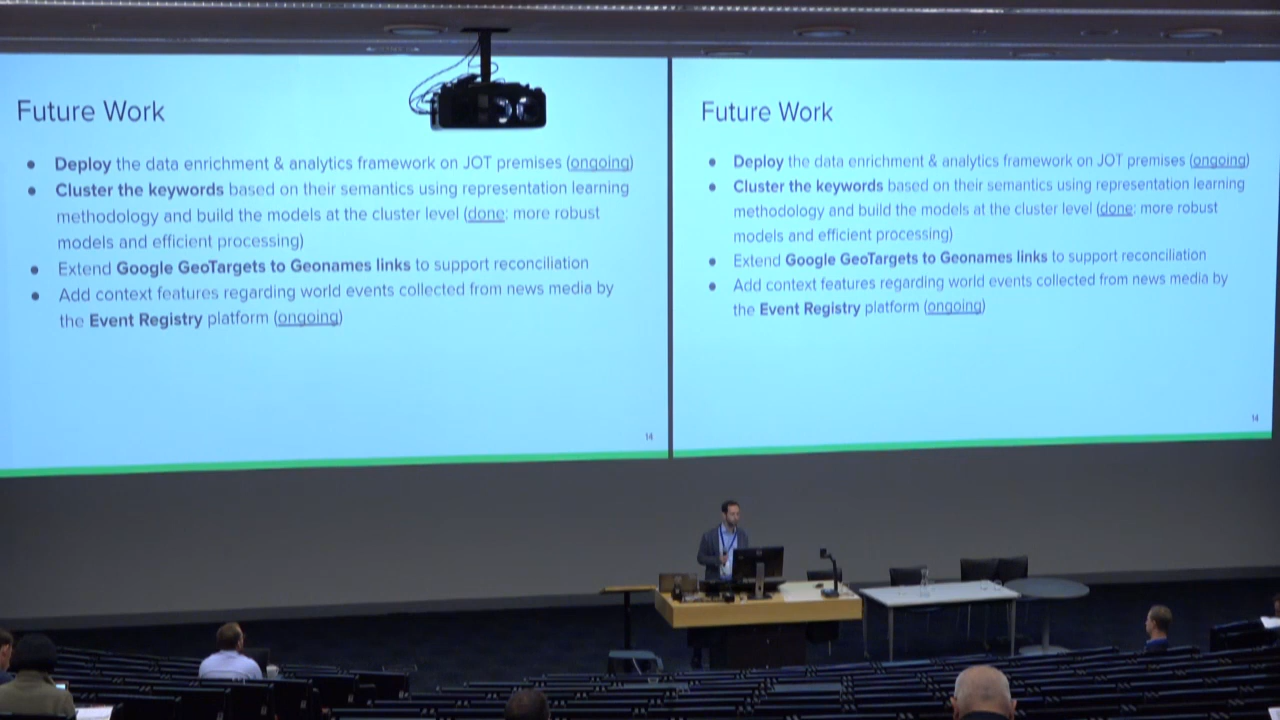 Future Work
● Deploy the data enrichment & analytics framework on JOT premises (ongoing)
● Cluster the keywords based on their semantics using representation learning
methodology and build the models at the cluster level (done: more robust
models and efficient processing)
● Extend Google GeoTargets to Geonames links to support reconciliation
● Add context features regarding world events collected from news media by
the Event Registry platform (ongoing)
14
Future Work
● Deploy the data enrichment & analytics framework on JOT premises (ongoing)
● Cluster the keywords based on their semantics using representation learning
methodology and build the models at the cluster level (done: more robust
models and efficient processing)
● Extend Google GeoTargets to Geonames links to support reconciliation
● Add context features regarding world events collected from news media by
the Event Registry platform (ongoing)
14